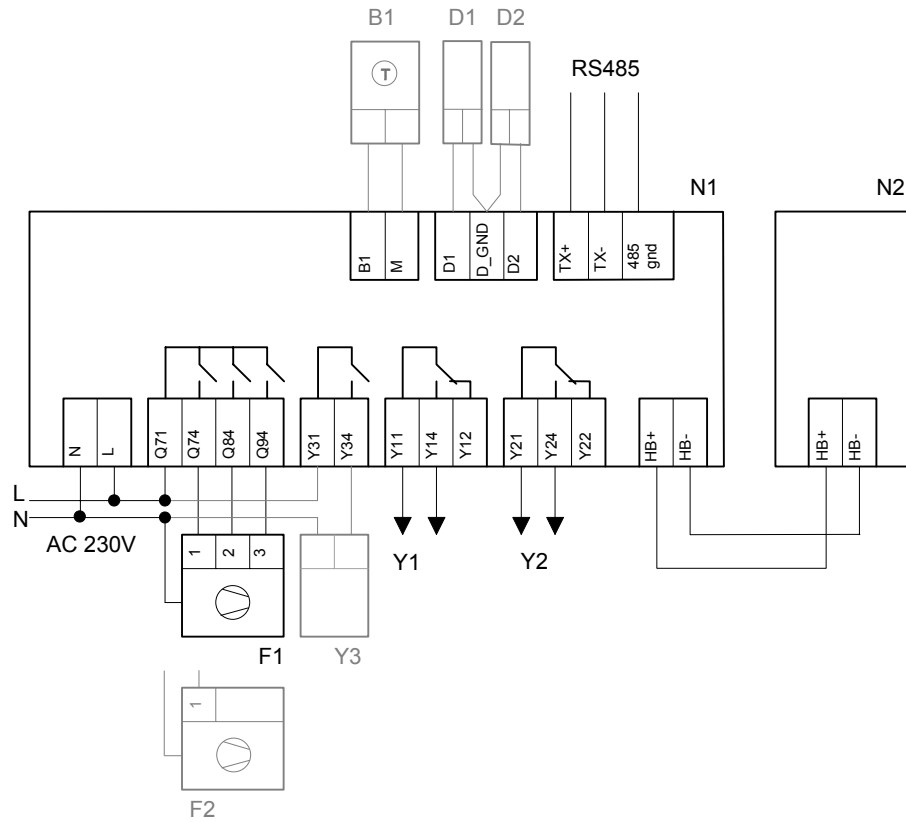 B1 D1 D2
T
RS485
N1 N2
B1 M D1 D_GND D2 TX+ TX- 485 gnd
N L Q71 Q74 Q84 Q94 Y31 Y34 Y11 Y14 Y12 Y21 Y24 Y22 HB+ HB- HB+ HB-
L
N
AC 230V
1 2 3
Y1 Y2
F1 Y3
1
F2